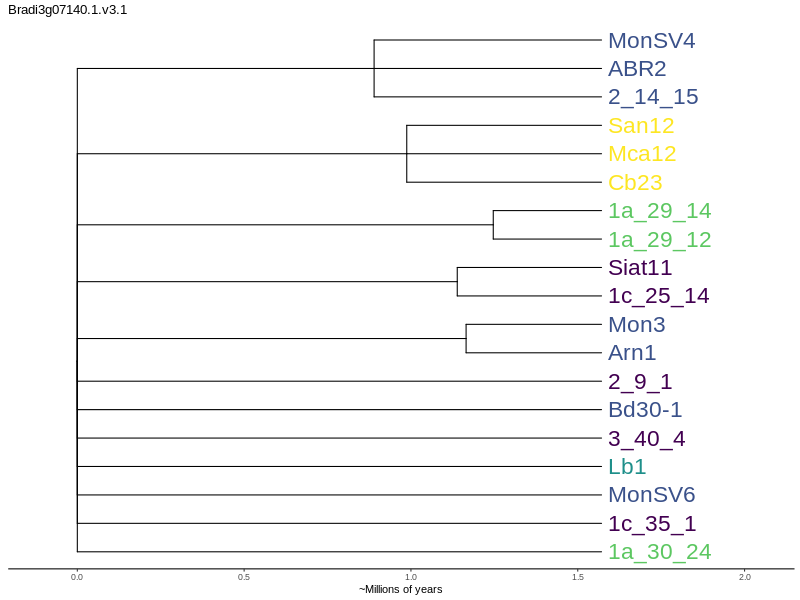 Bradi3g07140.1.v3.1
MonSV4
ABR2
2_14_15
San12
Mca12
Cb23
1a_29_14
1a_29_12
Siat11
1c_25_14
Mon3
Arn1
2_9_1
Bd30-1
3_40_4
Lb1
MonSV6
1c_35_1
1a_30_24
0.0 0.5 1.0 1.5 2.0
~Millions of years